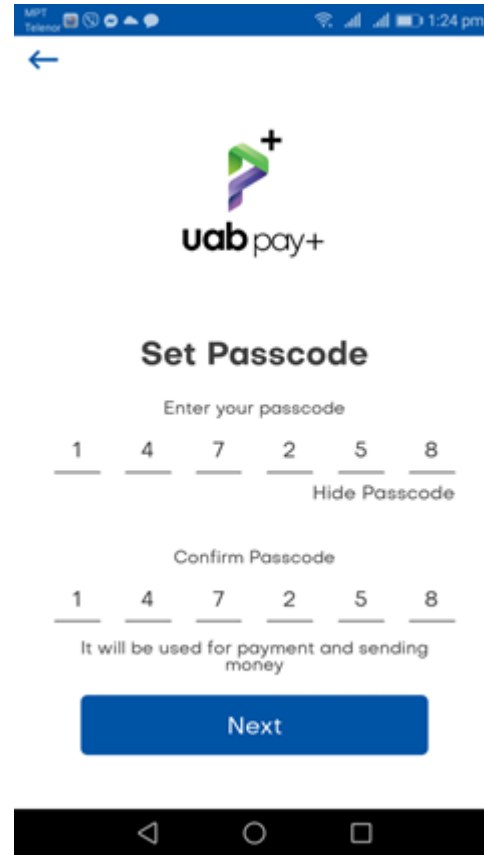 MPT
Telenor
1:24 pm
uab pay+
Set Passcode
Enter your passcode
1 4 7 2 5 8
Hide Passcode
Confirm Passcode
1 4 7 2 5 8
It will be used for payment and sending
money
Next